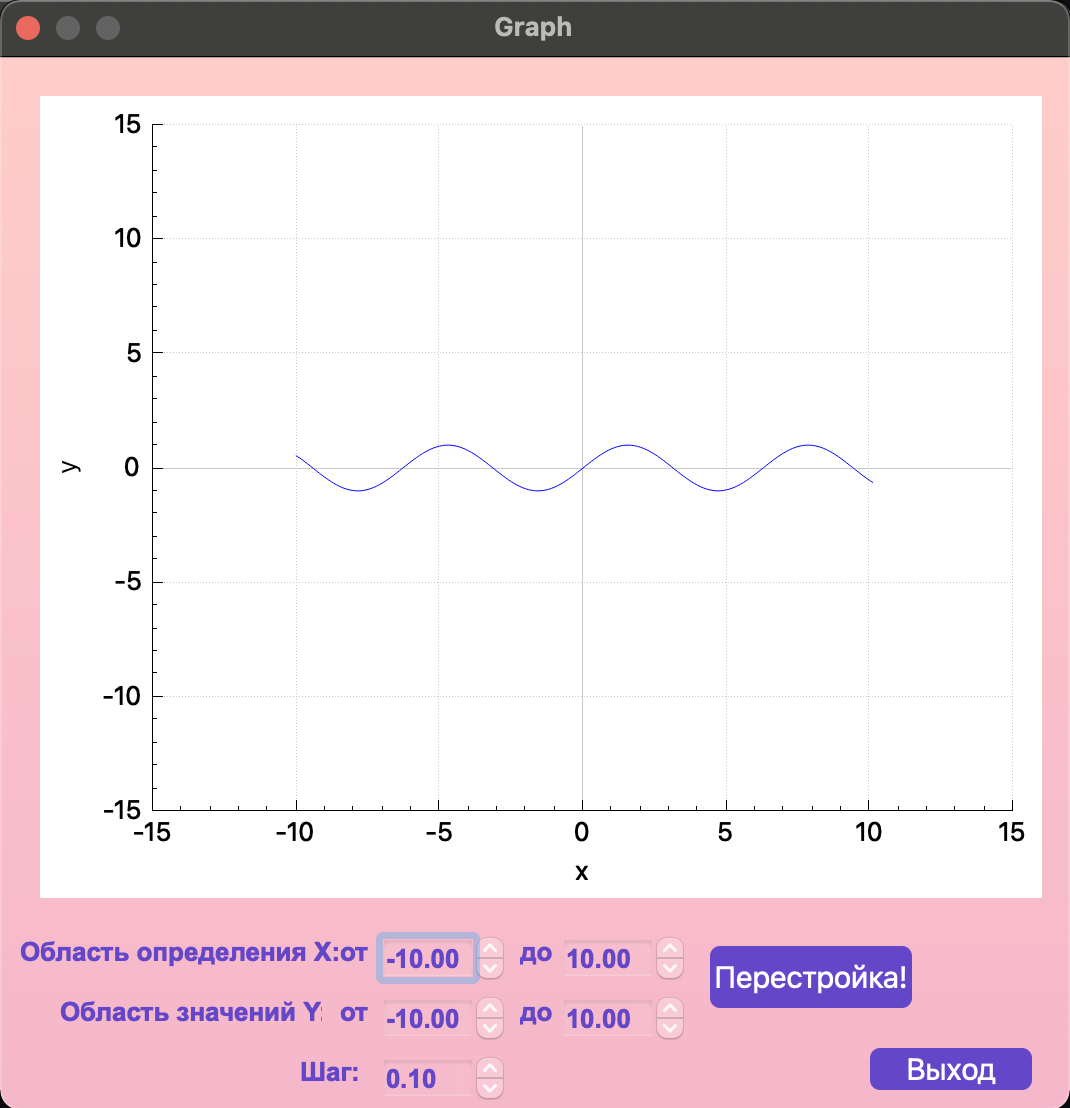 Graph
15
10
5
0
-5
-10
-15
y
-15 -10 -5 0 5 10 15
x
Область определения X:от -10.00 до 10.00
Перестройка!
Область значений Y: от -10.00 до 10.00
Шаг: 0.10
Выход